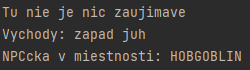 Tu nie je nic zaujimave
Vychody: zapad juh
NPCcka v miestnosti: HOBGOBLIN